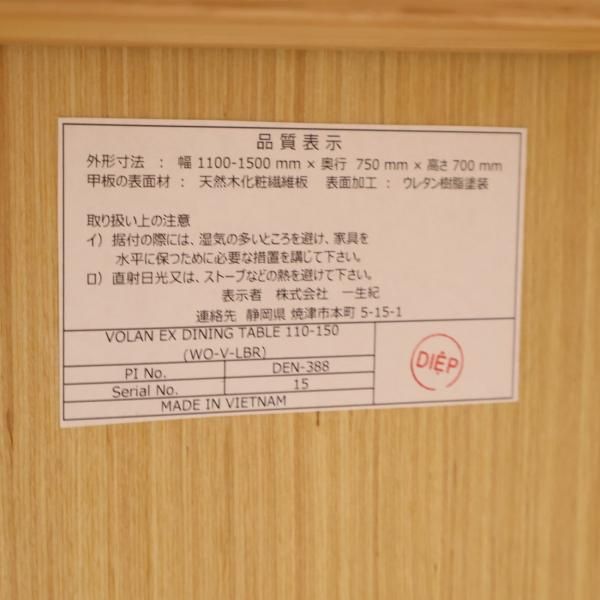 品質表示
外形寸法 ： 幅 1100-1500 mm × 奥行 750 mm × 高さ 700 mm
甲板の表面材 ： 天然木化粧繊維板 表面加工 ： ウレタン樹脂塗装
取り扱い上の注意
イ） 据付の際には、湿気の多いところを避け、家具を
水平に保つために必要な措置を講じて下さい。
ロ） 直射日光又は、ストーブなどの熱を避けて下さい。
表示者 株式会社 一生紀
連絡先 静岡県 焼津市本町 5-15-1
VOLAN EX DINING TABLE 110-150
(WO-V-LBR)
PI No. DEN-388
Serial No. 15
MADE IN VIETNAM
DIỆP